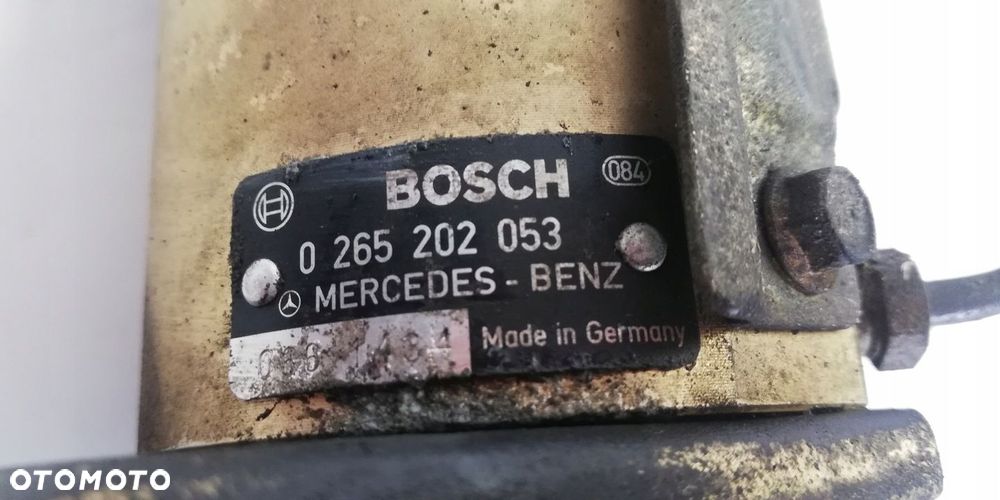 BOSCH
084
0 265 202 053
MERCEDES - BENZ
Made in Germany
OTOMOTO